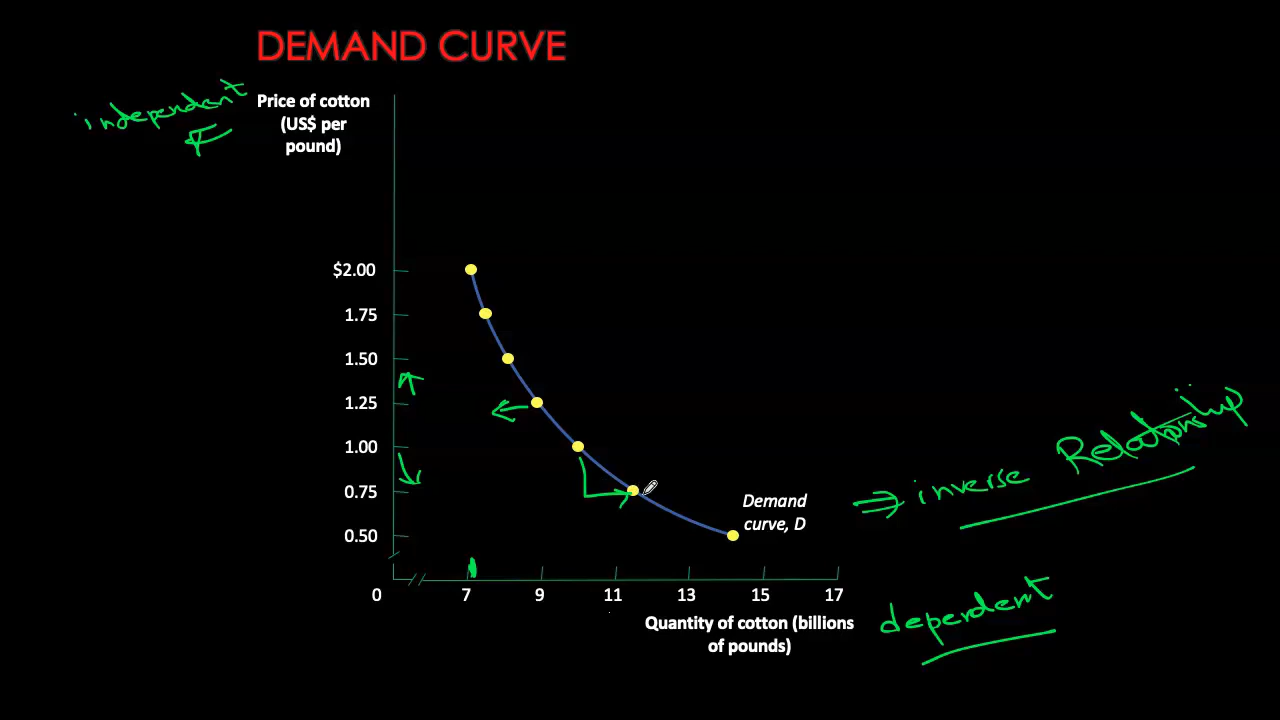 DEMAND CURVE
independent
Price of cotton
(US$ per
pound)
$2.00
1.75
1.50
1.25
1.00
0.75
0.50
Demand
curve, D
inverse Relationship
0 7 9 11 13 15 17
Quantity of cotton (billions
of pounds)
dependent